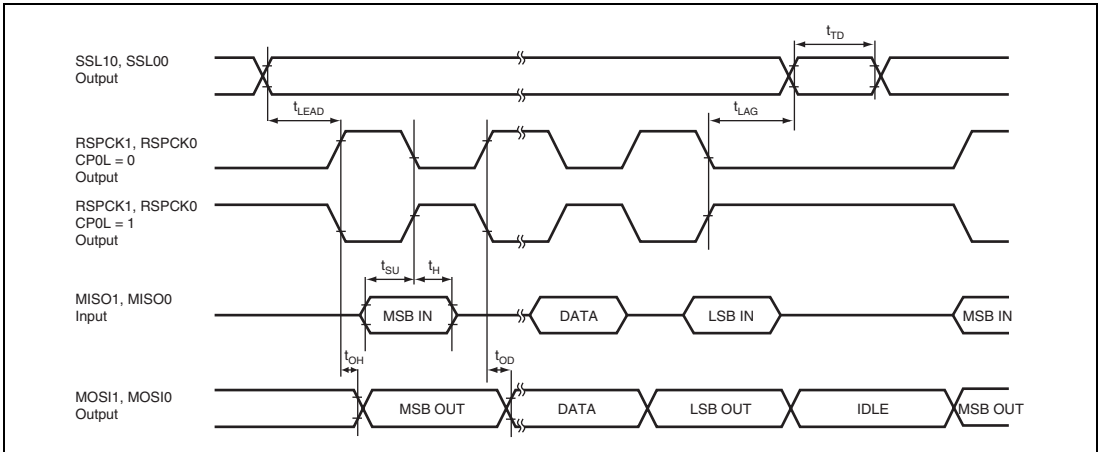 SSL10, SSL00
Output
tTD
tLEAD
tLAG
RSPCK1, RSPCK0
CP0L = 0
Output
RSPCK1, RSPCK0
CP0L = 1
Output
tSU
tH
MISO1, MISO0
Input
MSB IN
DATA
LSB IN
MSB IN
tOH
tOD
MOSI1, MOSI0
Output
MSB OUT
DATA
LSB OUT
IDLE
MSB OUT